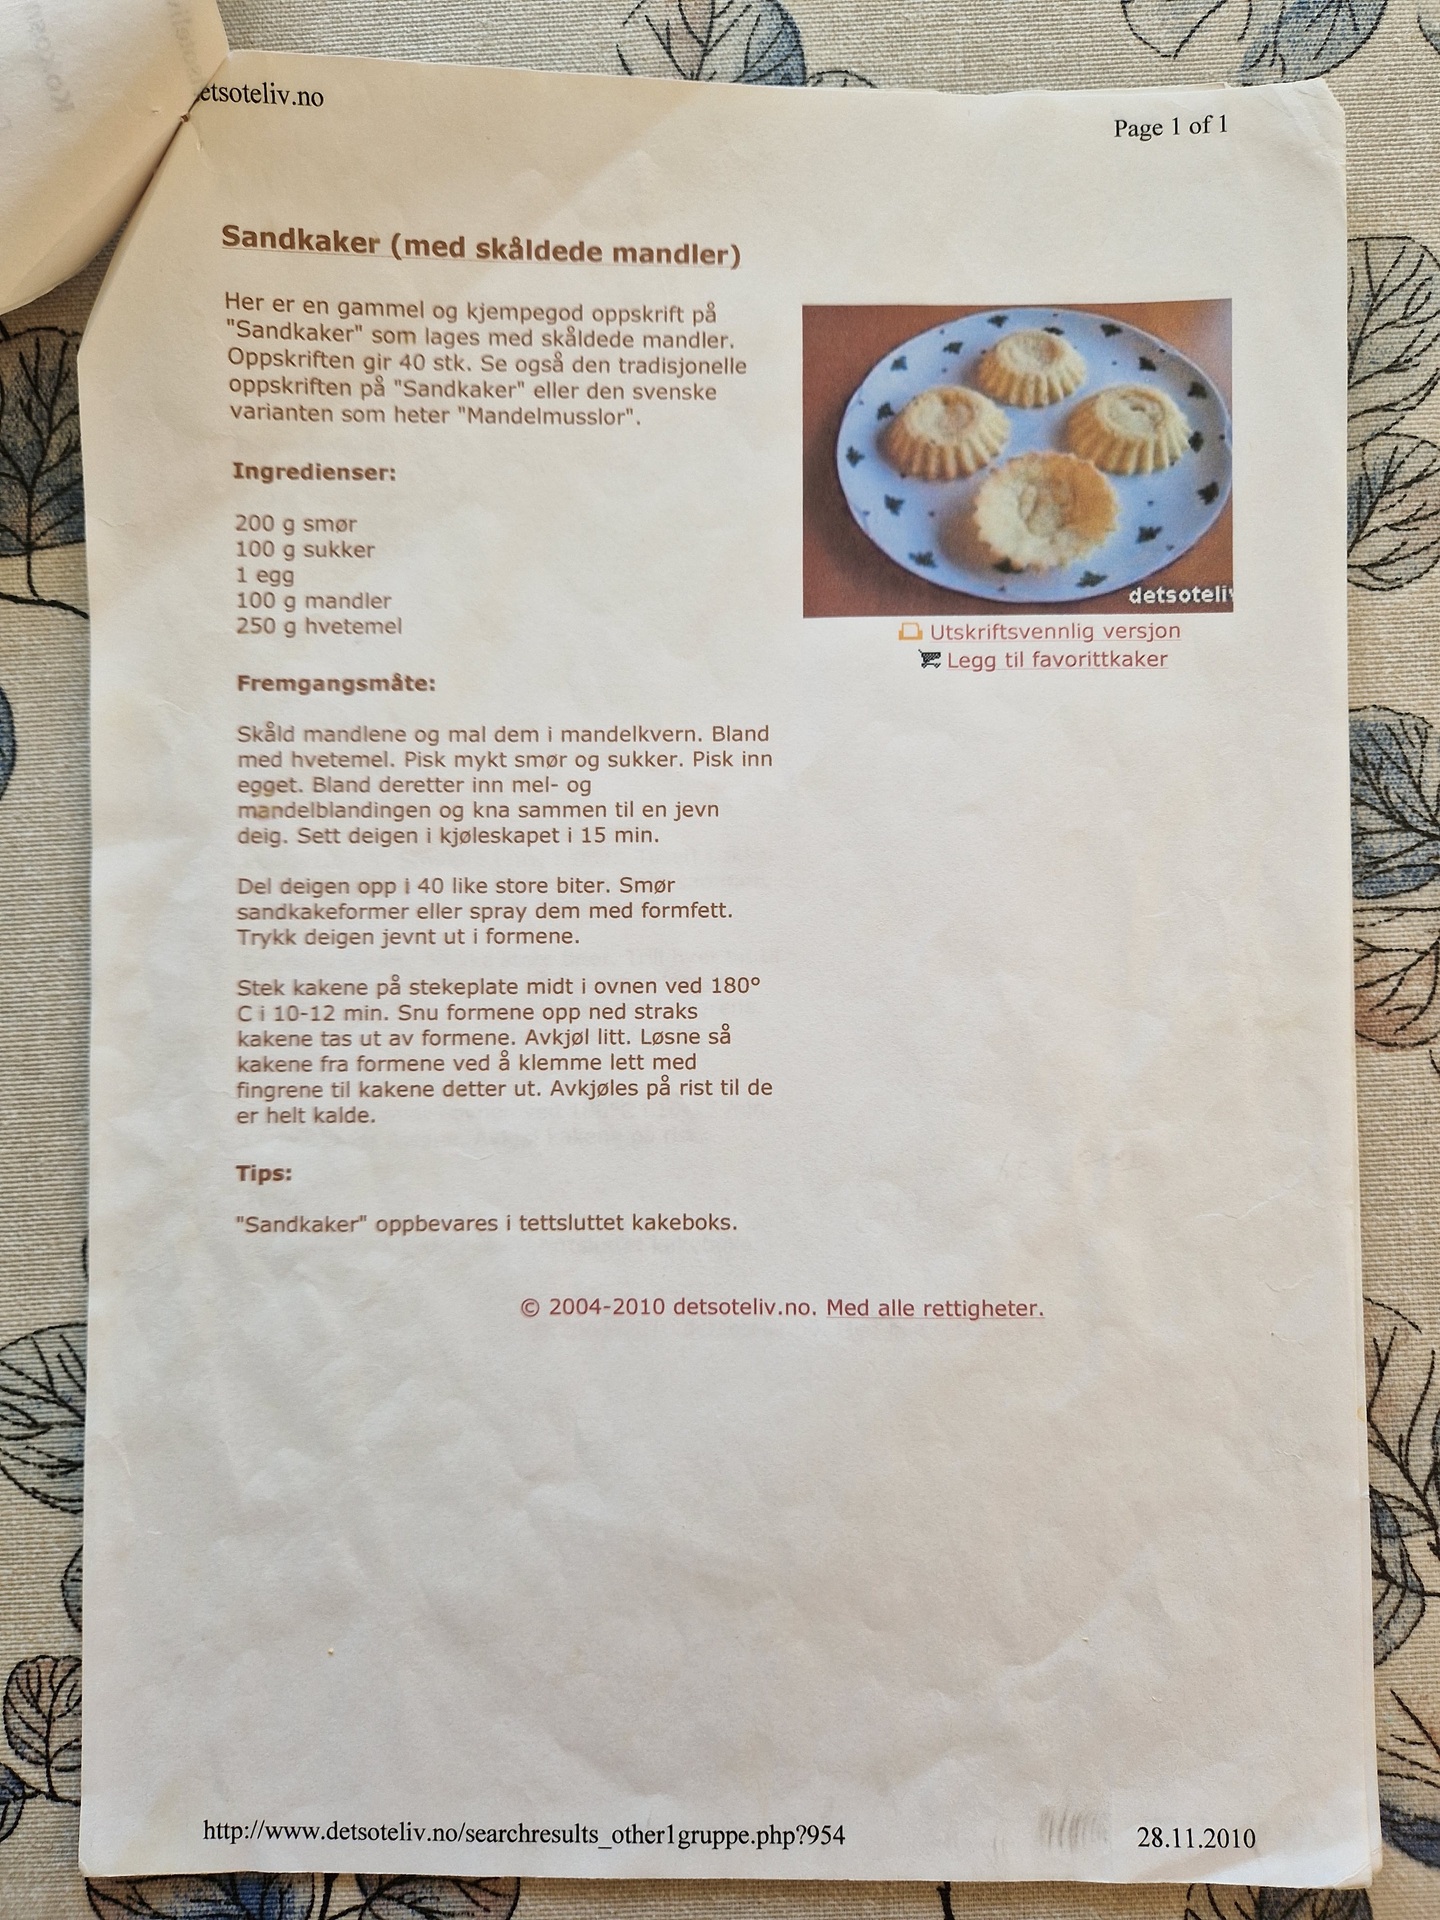 etsoteliv.no
Page 1 of 1
Sandkaker (med skåldede mandler)
Her er en gammel og kjempegod oppskrift på
"Sandkaker" som lages med skåldede mandler.
Oppskriften gir 40 stk. Se også den tradisjonelle
oppskriften på "Sandkaker" eller den svenske
varianten som heter "Mandelmusslor".
Ingredienser:
200 g smør
100 g sukker
1 egg
100 g mandler
250 g hvetemel
detsoteli
Utskriftsvennlig versjon
Legg til favorittkaker
Fremgangsmåte:
Skåld mandlene og mal dem i mandelkvern. Bland
med hvetemel. Pisk mykt smør og sukker. Pisk inn
egget. Bland deretter inn mel- og
mandelblandingen og kna sammen til en jevn
deig. Sett deigen i kjøleskapet i 15 min.
Del deigen opp i 40 like store biter. Smør
sandkakeformer eller spray dem med formfett.
Trykk deigen jevnt ut i formene.
Stek kakene på stekeplate midt i ovnen ved 180°
C i 10-12 min. Snu formene opp ned straks
kakene tas ut av formene. Avkjøl litt. Løsne så
kakene fra formene ved å klemme lett med
fingrene til kakene detter ut. Avkjøles på rist til de
er helt kalde.
Tips:
"Sandkaker" oppbevares i tettsluttet kakeboks.
© 2004-2010 detsoteliv.no. Med alle rettigheter.
http://www.detsoteliv.no/searchresults_other1gruppe.php?954
28.11.2010